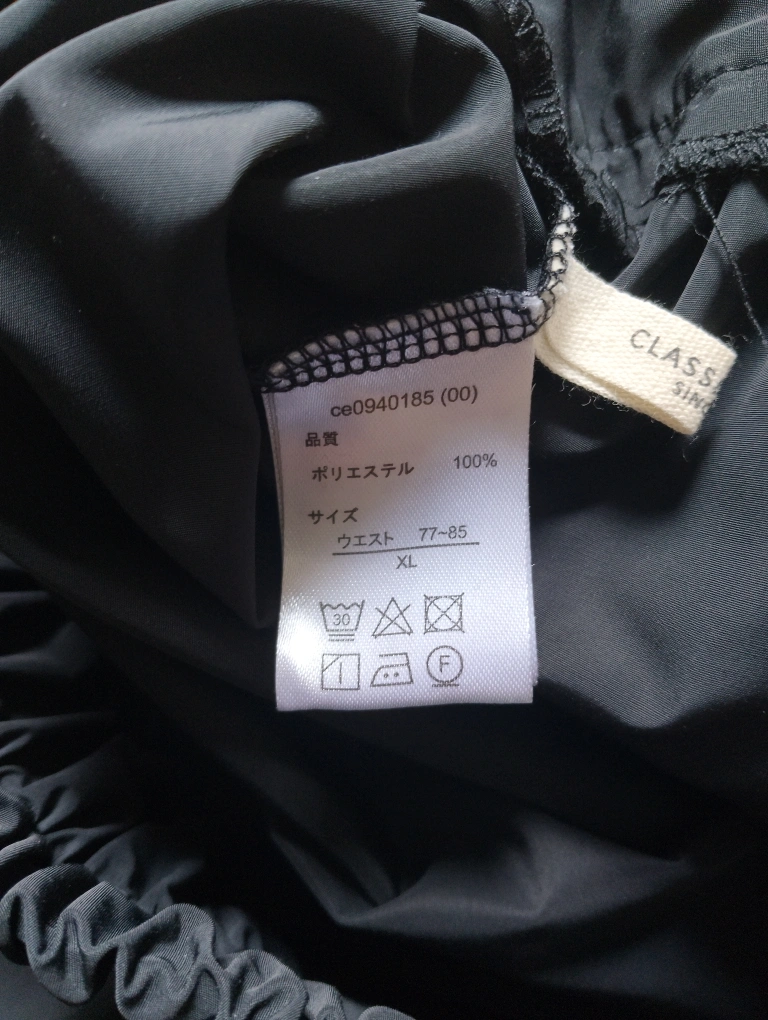 ce0940185 (00)
品質
ポリエステル 100%
サイズ
ウエスト 77~85
XL
30
F
CLASS